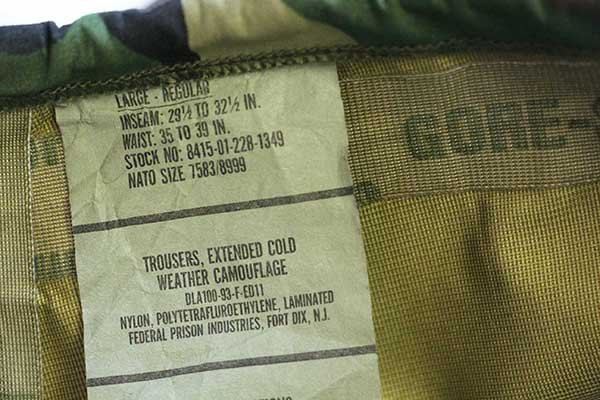 LARGE - REGULAR
INSEAM: 29½ TO 32½ IN.
WAIST: 35 TO 39 IN.
STOCK NO: 8415-01-228-1349
NATO SIZE 7583/8999
GORE-
TROUSERS, EXTENDED COLD
WEATHER CAMOUFLAGE
DLA100-93-F-ED11
NYLON, POLYTETRAFLUROETHYLENE, LAMINATED
FEDERAL PRISON INDUSTRIES, FORT DIX, N.J.